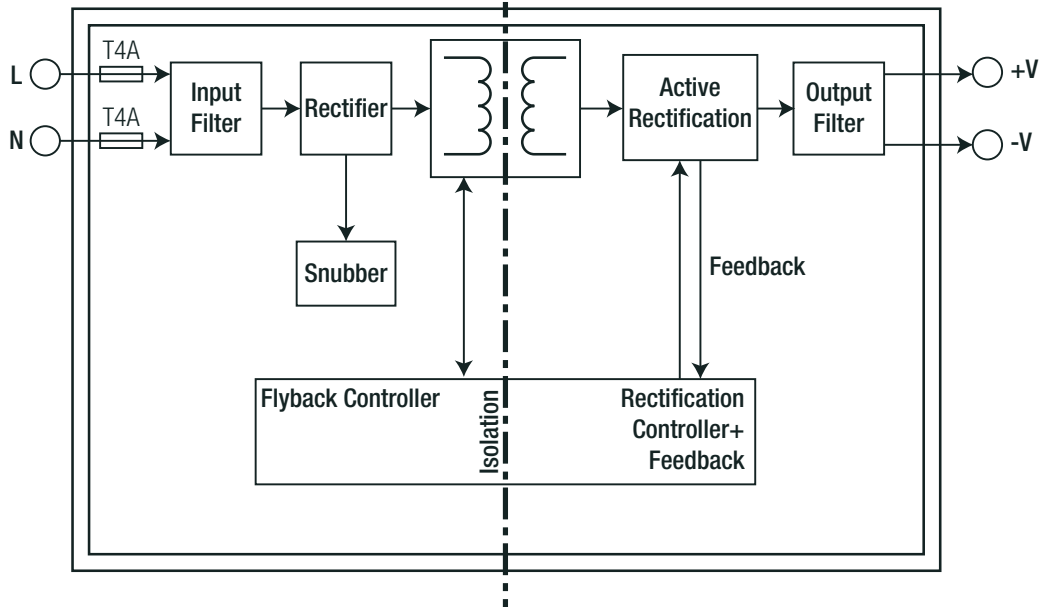 T4A
L
Input
Filter
Rectifier
Active
Rectification
Output
Filter
+V
T4A
N
-V
Snubber
Feedback
Flyback Controller
Isolation
Rectification
Controller+
Feedback